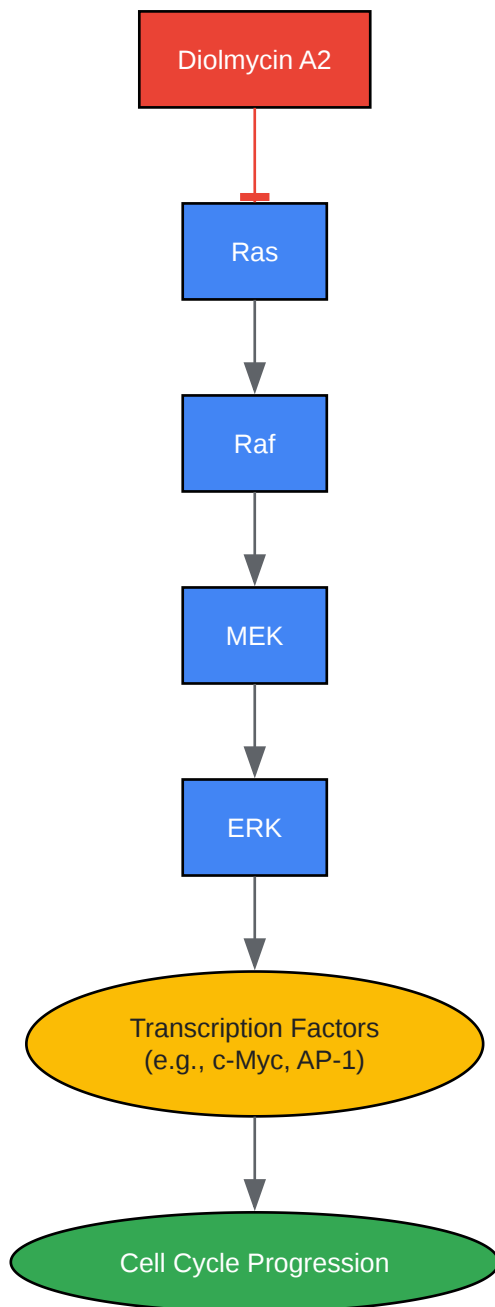 Diolmycin A2
Ras
Raf
MEK
ERK
Transcription Factors
(e.g., c-Myc, AP-1)
Cell Cycle Progression